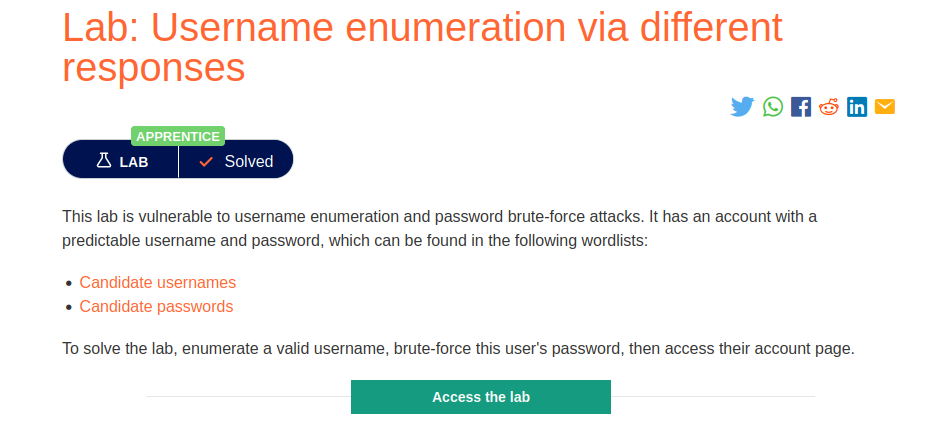 Lab: Username enumeration via different
responses
APPRENTICE
LAB
Solved
This lab is vulnerable to username enumeration and password brute-force attacks. It has an account with a
predictable username and password, which can be found in the following wordlists:
Candidate usernames
Candidate passwords
To solve the lab, enumerate a valid username, brute-force this user's password, then access their account page.
Access the lab